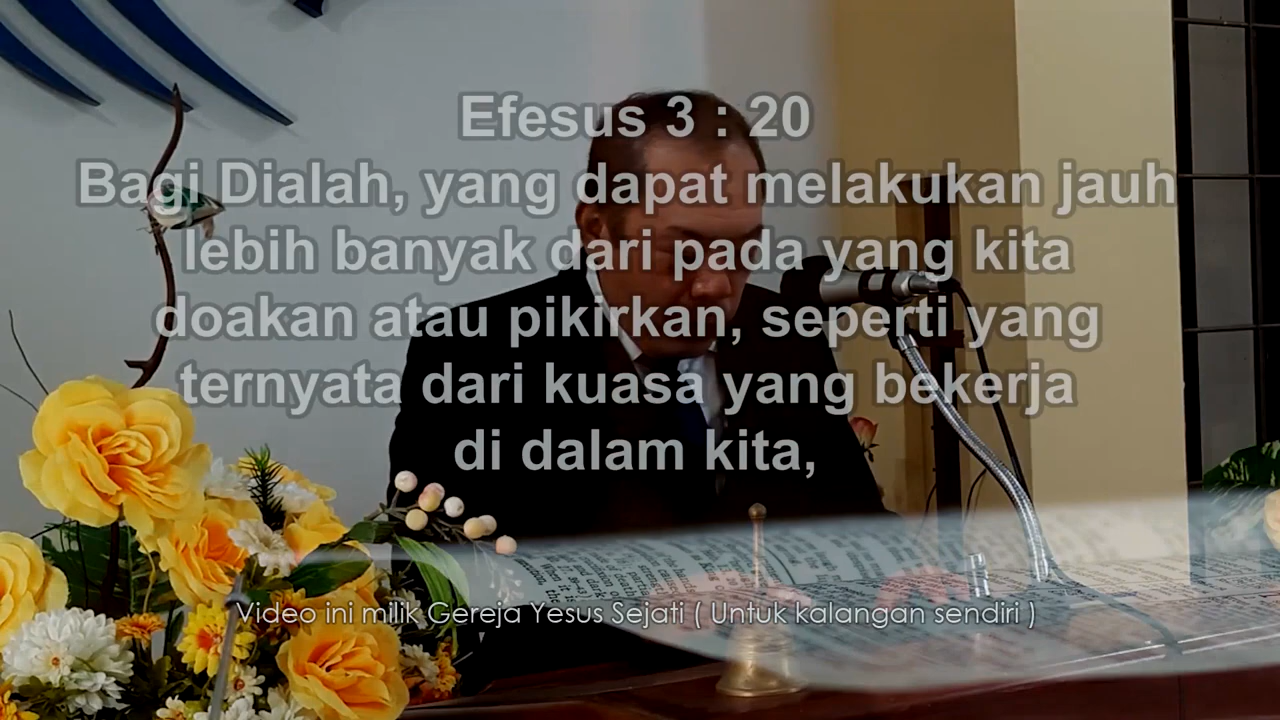 Efesus 3 : 20
Bagi Dialah, yang dapat melakukan jauh
lebih banyak dari pada yang kita
doakan atau pikirkan, seperti yang
ternyata dari kuasa yang bekerja
di dalam kita,
Video ini milik Gereja Yesus Sejati ( Untuk kalangan sendiri )